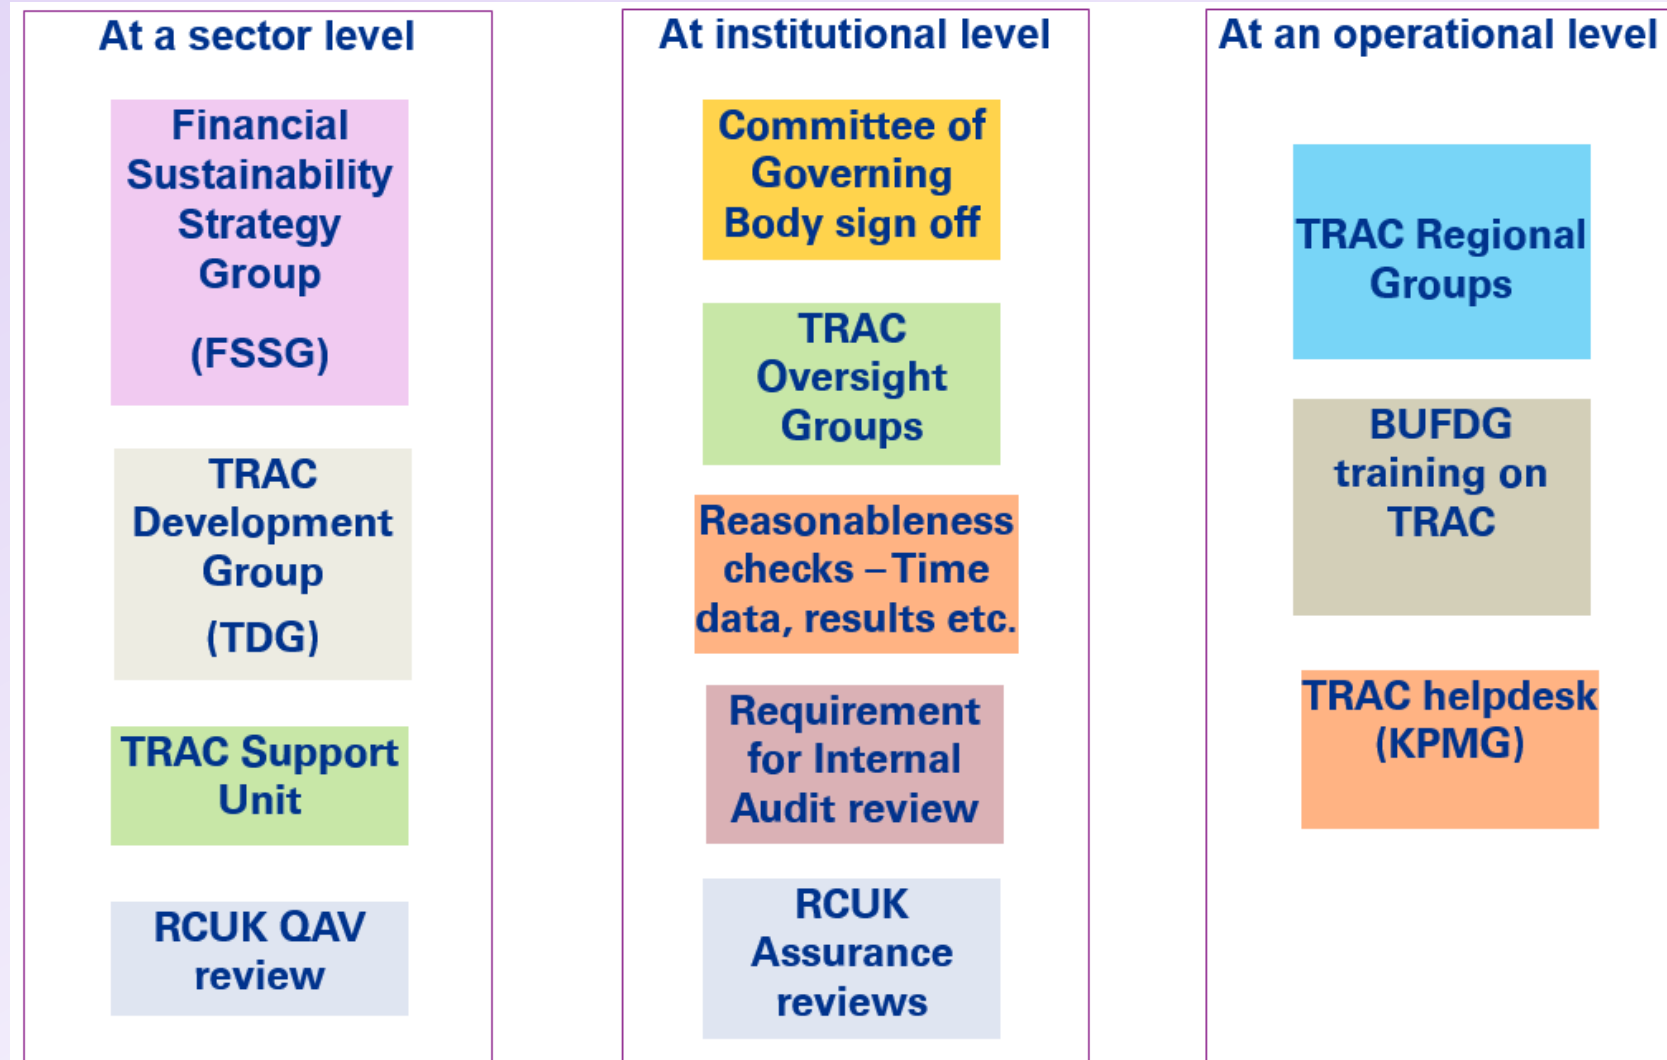 At a sector level
Financial
Sustainability
Strategy
Group
(FSSG)
TRAC
Development
Group
(TDG)
TRAC Support
Unit
RCUK QAV
review
At institutional level
Committee of
Governing
Body sign off
TRAC
Oversight
Groups
Reasonableness
checks – Time
data, results etc.
Requirement
for Internal
Audit review
RCUK
Assurance
reviews
At an operational level
TRAC Regional
Groups
BUFDG
training on
TRAC
TRAC helpdesk
(KPMG)